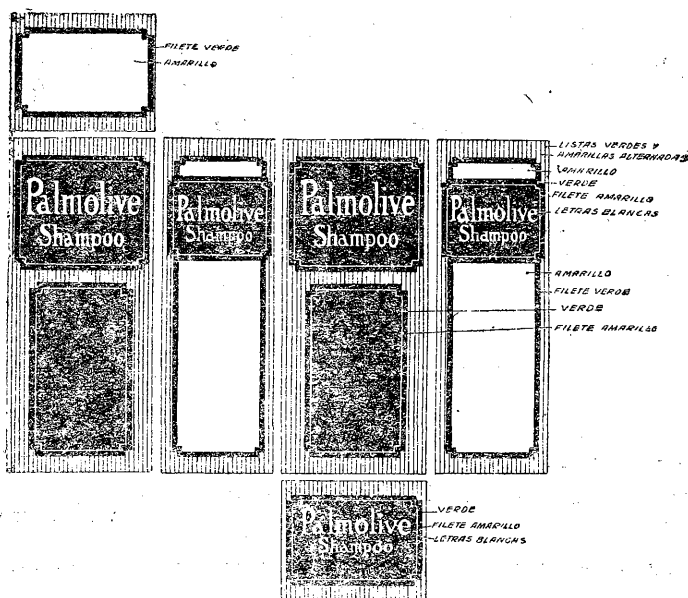 FILETE VERDE
AMARILLO
LISTAS VERDES Y
AMARILLAS ALTERNADAS
AMARILLO
VERDE
FILETE AMARILLO
LETRAS BLANCAS
Palmolive
Shampoo
Palmolive
Shampoo
Palmolive
Shampoo
Palmolive
Shampoo
AMARILLO
FILETE VERDE
VERDE
FILETE AMARILLO
Palmolive
Shampoo
VERDE
FILETE AMARILLO
LETRAS BLANCAS